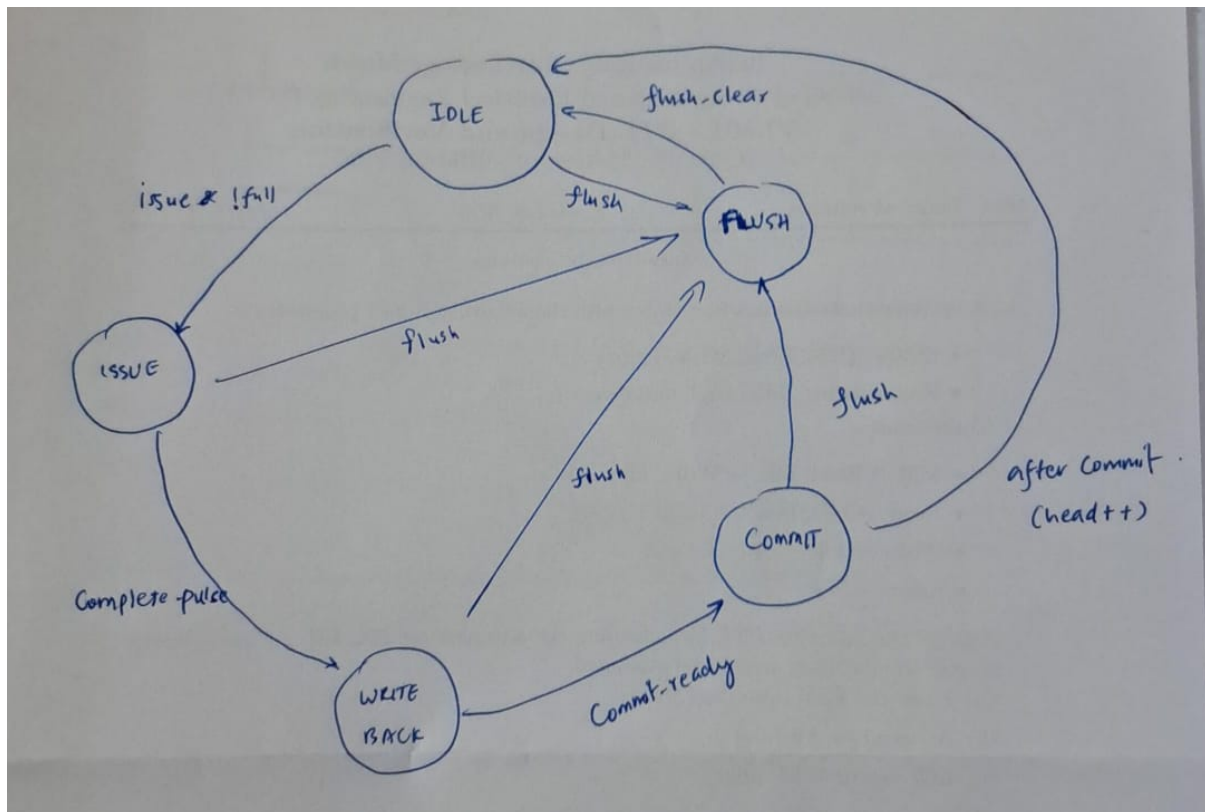 IDLE
flush-clear
issue & !full
flush
FLUSH
flush
ISSUE
flush
flush
COMMIT
after commit.
(head++)
Complete-pulse
Commit-ready
WRITE
BACK